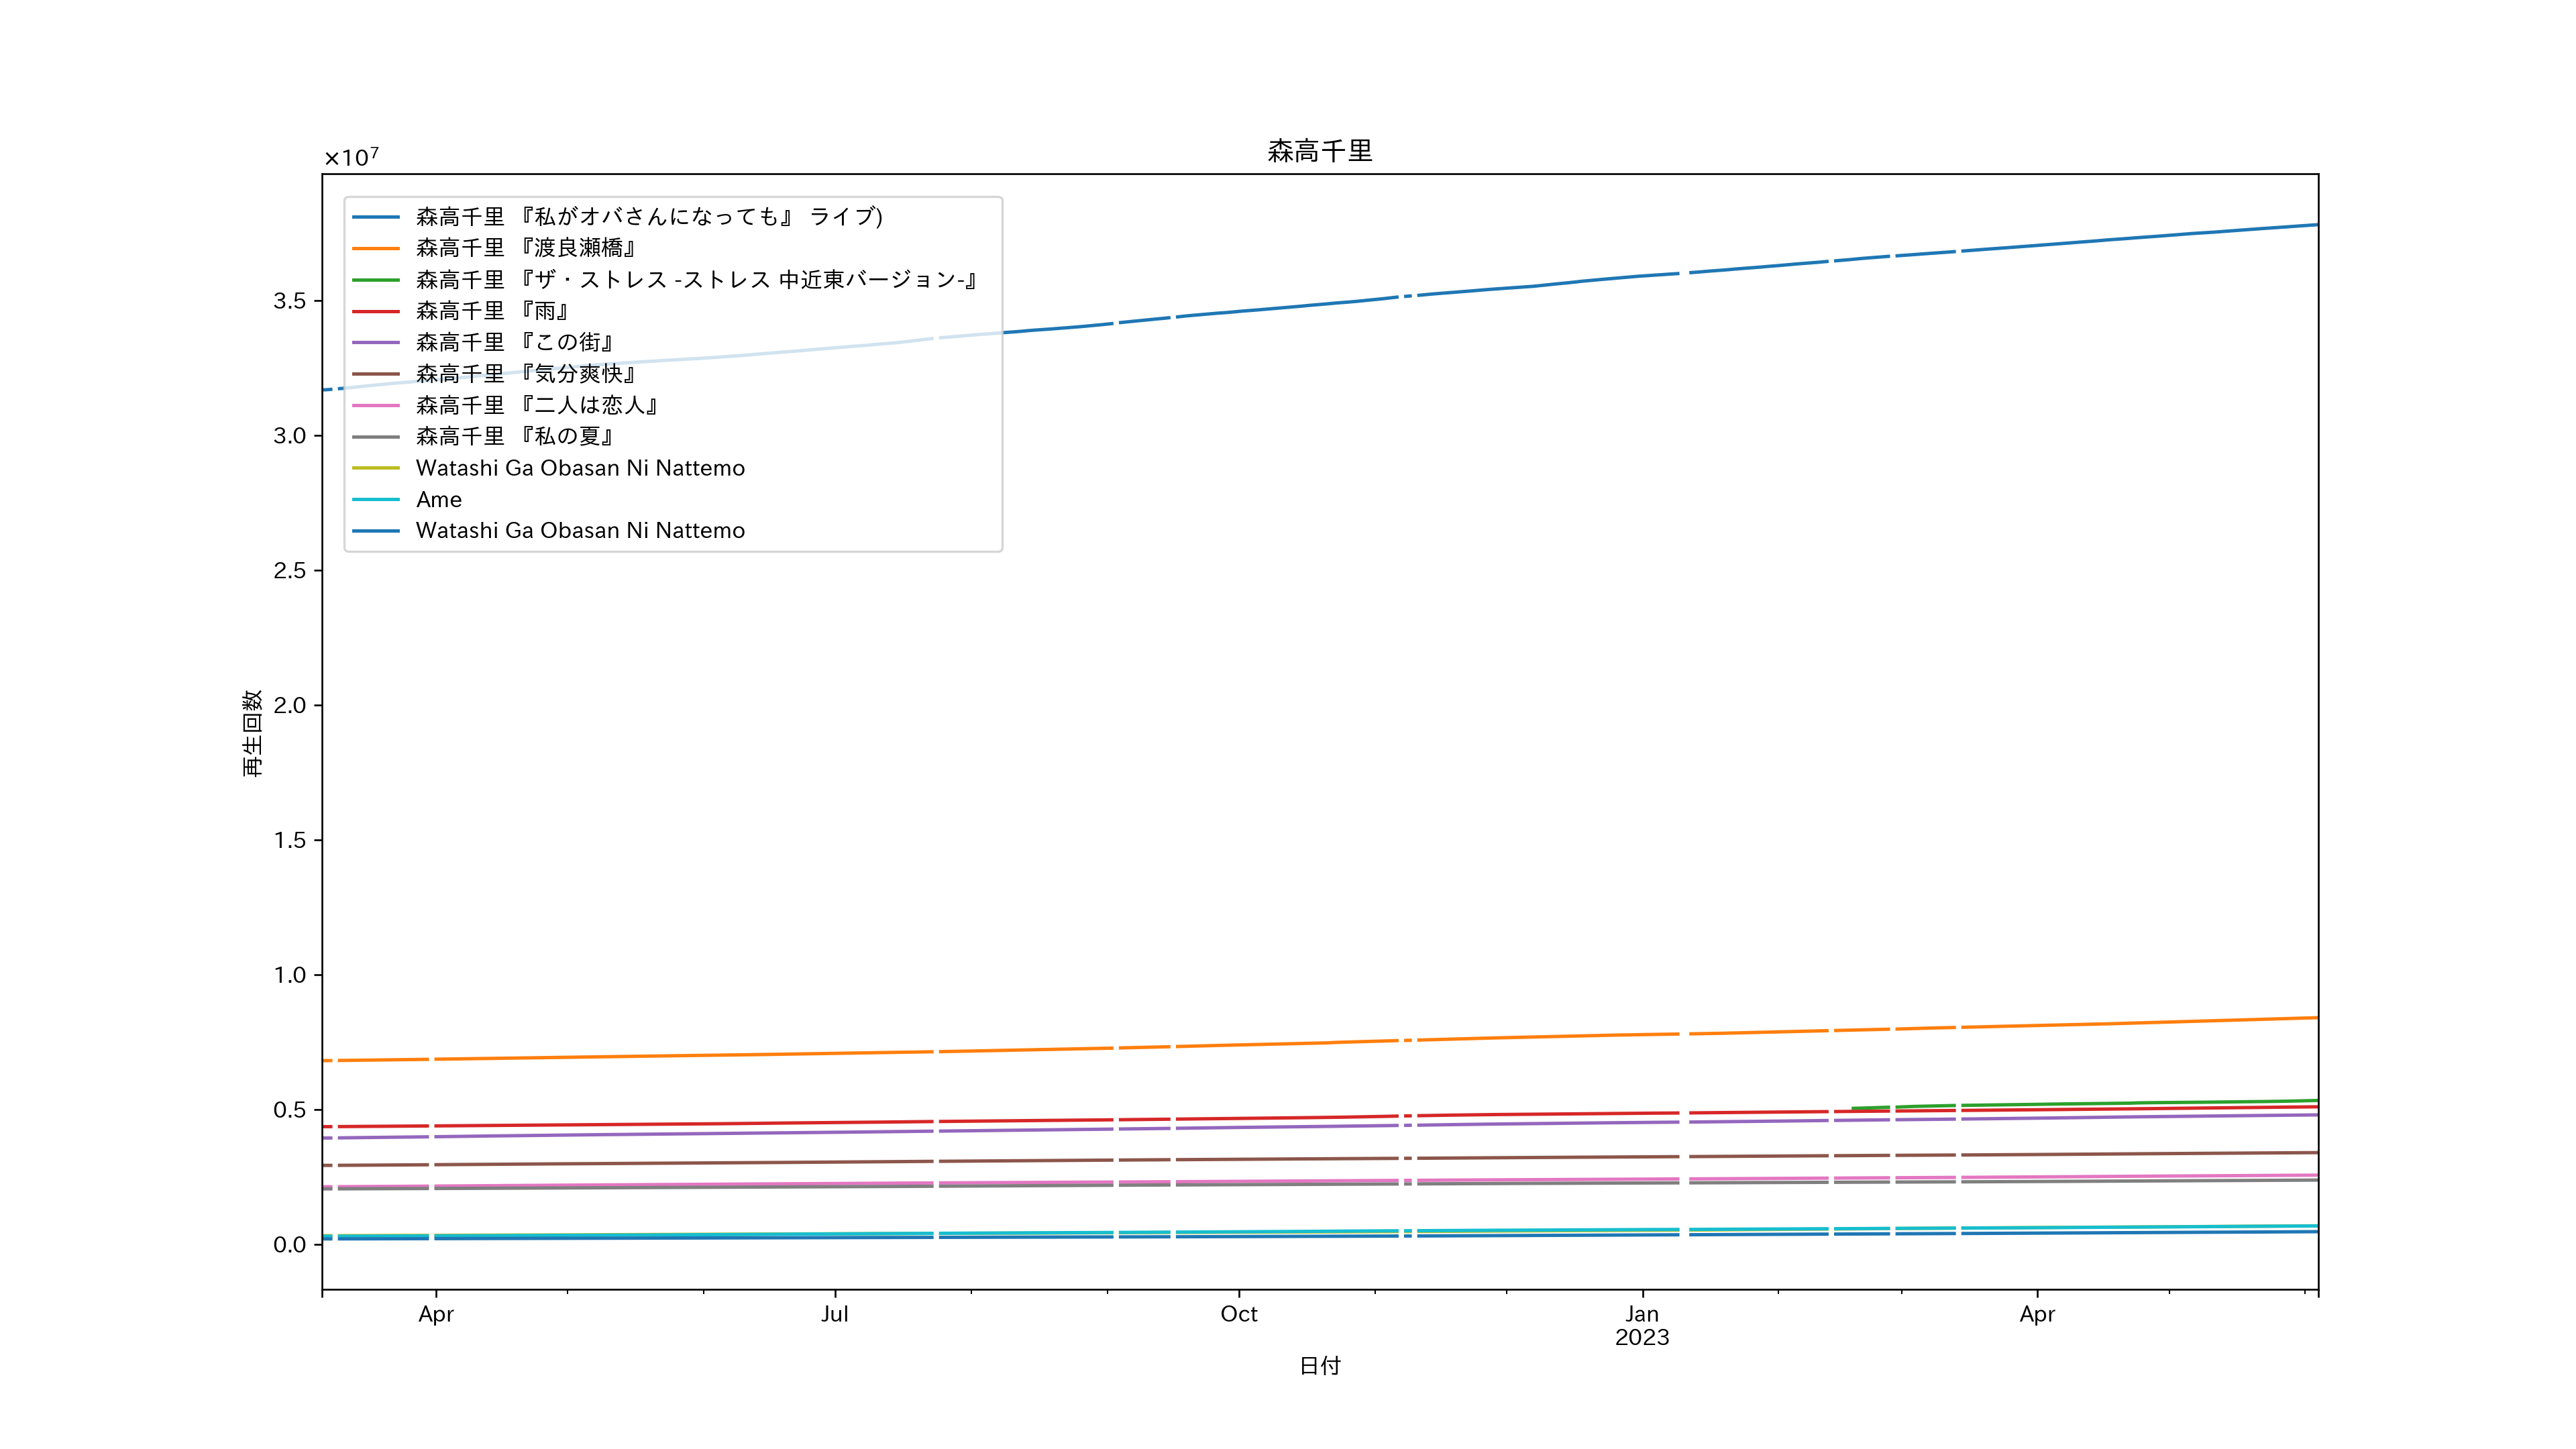 森高千里
×10⁷
森高千里 『私がオバさんになっても』 ライブ)
森高千里 『渡良瀬橋』
森高千里 『ザ・ストレス -ストレス 中近東バージョン-』
森高千里 『雨』
森高千里 『この街』
森高千里 『気分爽快』
森高千里 『二人は恋人』
森高千里 『私の夏』
Watashi Ga Obasan Ni Nattemo
Ame
Watashi Ga Obasan Ni Nattemo
3.5
3.0
2.5
2.0
1.5
1.0
0.5
0.0
再生回数
Apr
Jul
Oct
Jan
2023
Apr
日付